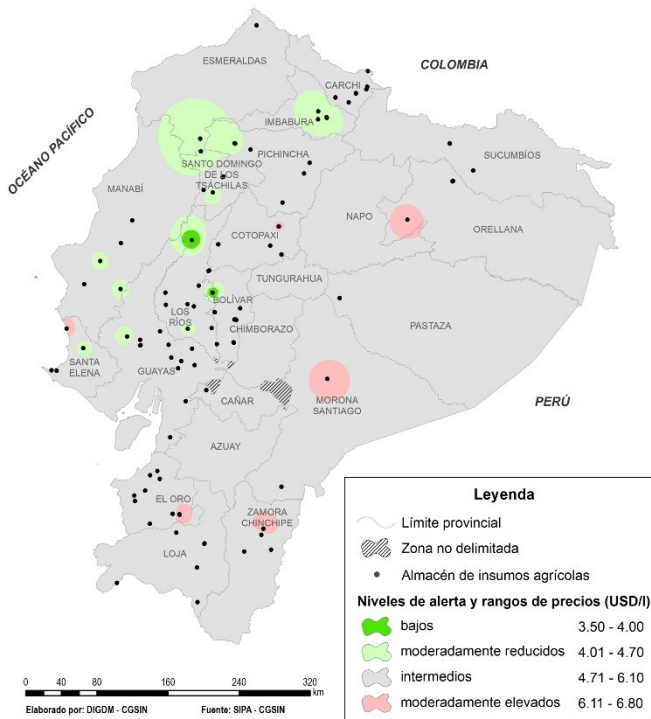 ESMERALDAS
COLOMBIA
CARCHI
IMBABURA
OCÉANO PACÍFICO
SUCUMBÍOS
PICHINCHA
SANTO DOMINGO
DE LOS
TSÁCHILAS
MANABÍ
NAPO
ORELLANA
COTOPAXI
TUNGURAHUA
BOLÍVAR
PASTAZA
LOS
RÍOS
CHIMBORAZO
SANTA
ELENA
GUAYAS
MORONA
SANTIAGO
PERÚ
CAÑAR
AZUAY
EL ORO
ZAMORA
CHINCHIPE
LOJA
Leyenda
Límite provincial
Zona no delimitada
Almacén de insumos agrícolas
Niveles de alerta y rangos de precios (USD/l)
bajos 3.50 - 4.00
moderadamente reducidos 4.01 - 4.70
intermedios 4.71 - 6.10
moderadamente elevados 6.11 - 6.80
0 20 40 80 120 160 200 240 280 320
km
Elaborado por: DIGDM - CGSIN Fuente: SIPA - CGSIN